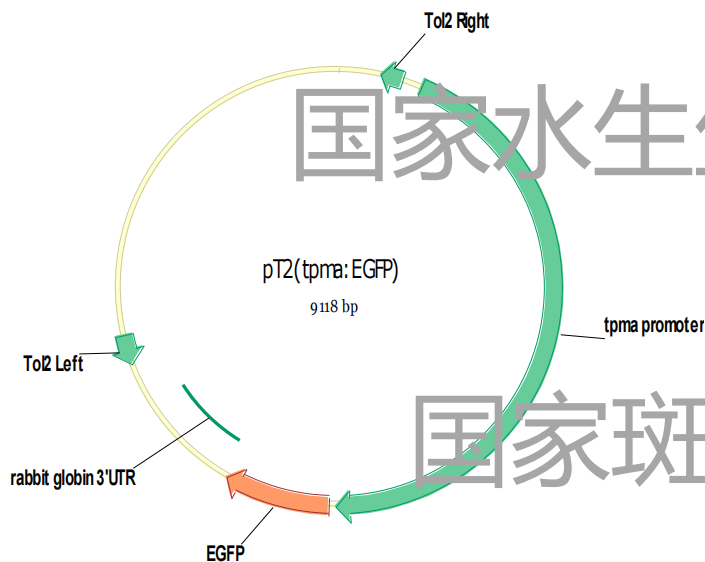 Tol2 Right
国家水生生
pT2(tpma:EGFP)
9118 bp
tpma promoter
Tol2 Left
国家斑
rabbit globin 3'UTR
EGFP